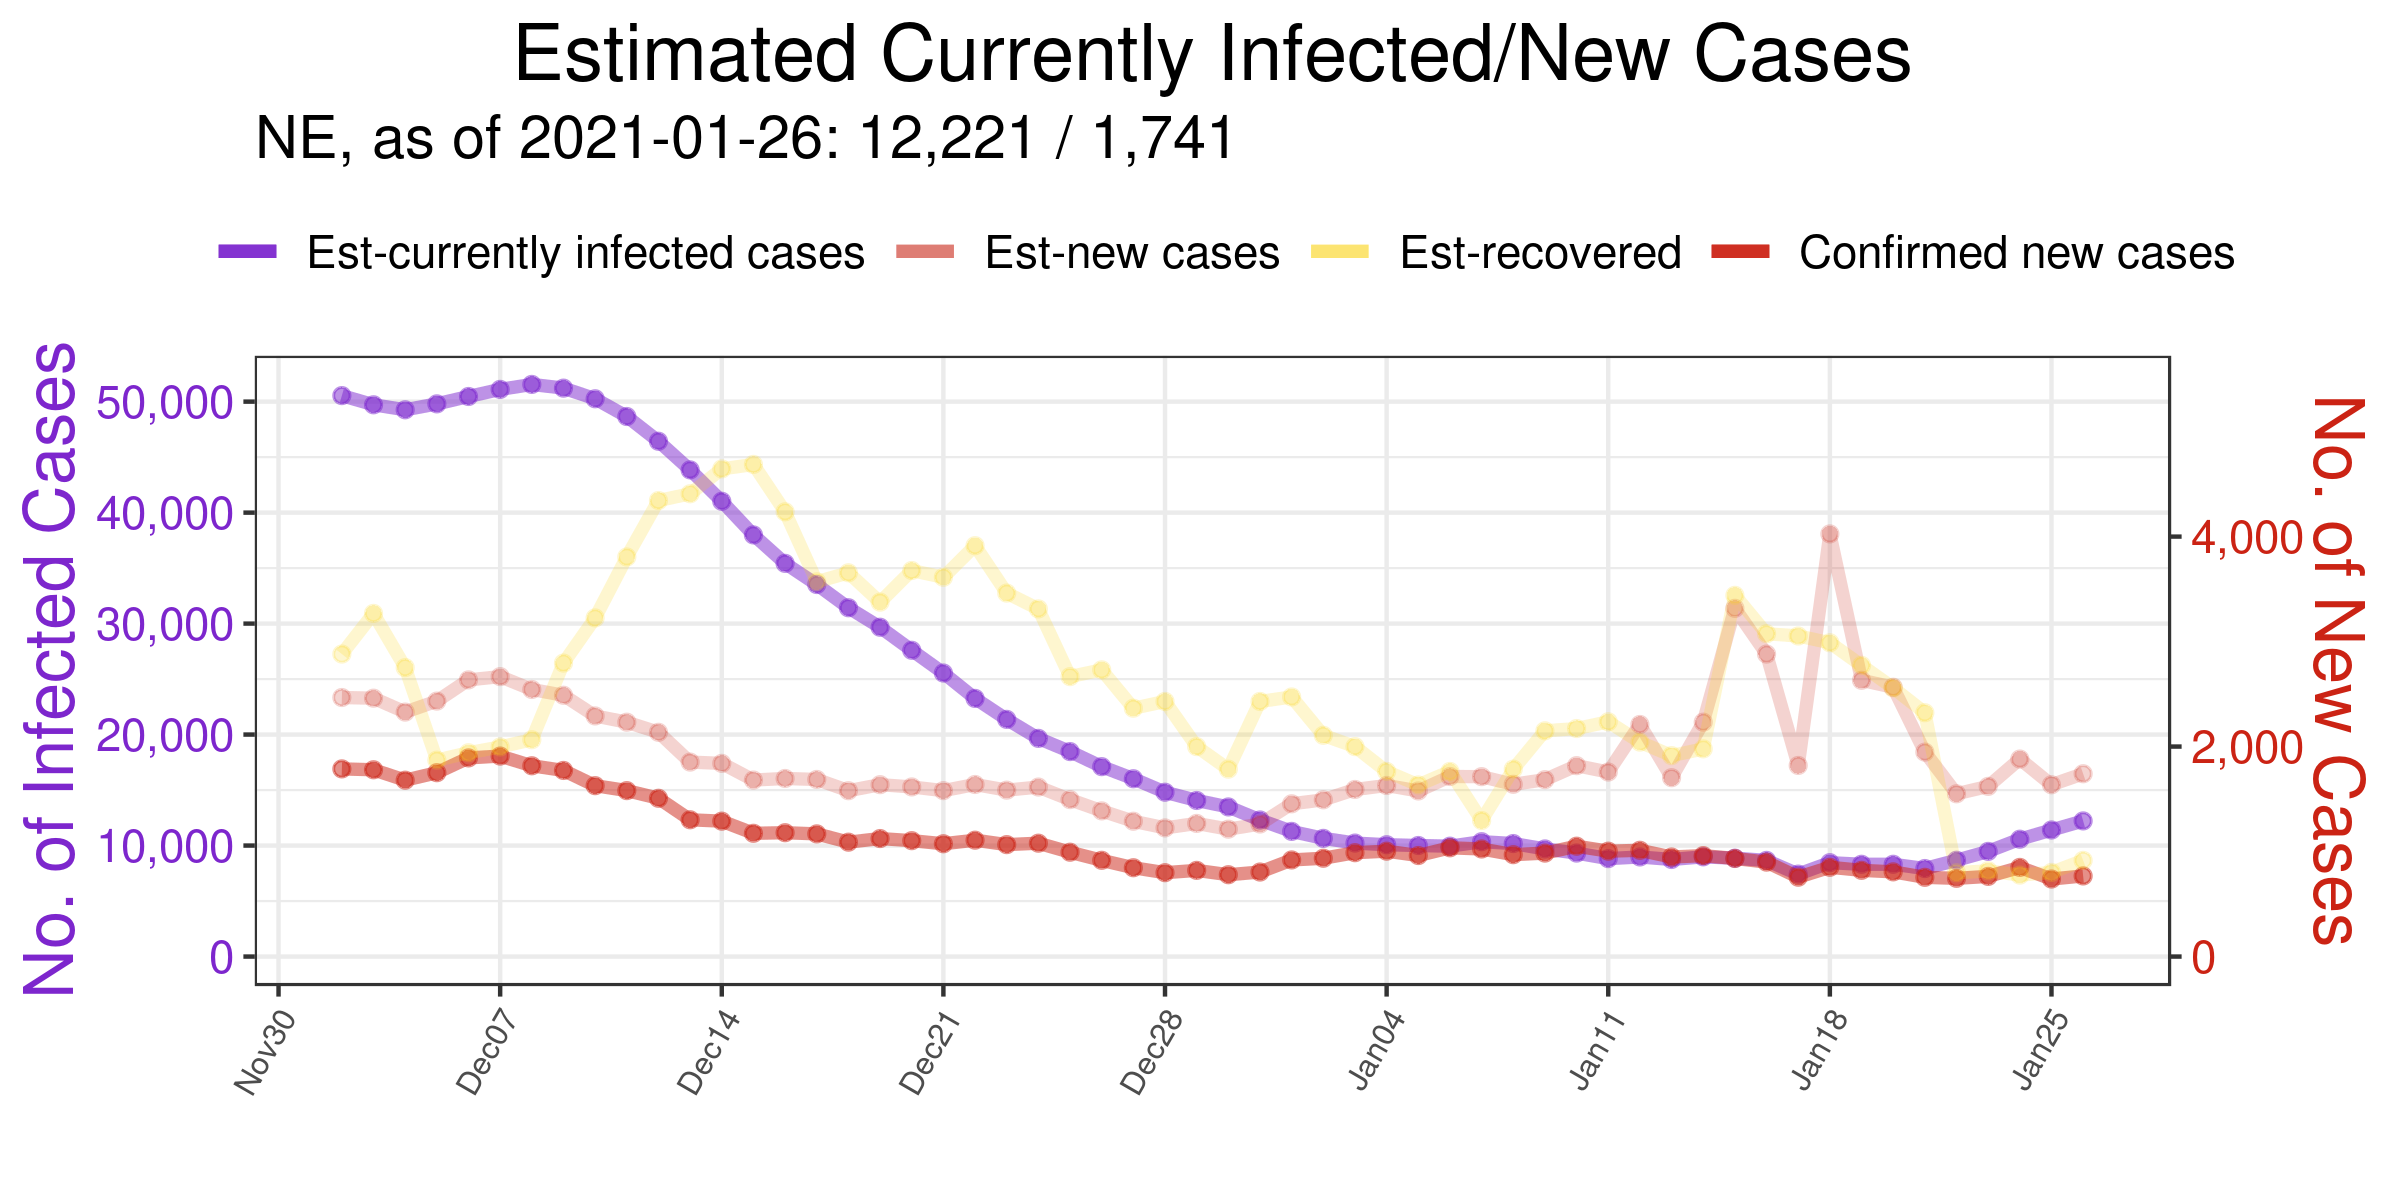 Estimated Currently Infected/New Cases
NE, as of 2021-01-26: 12,221 / 1,741
Est-currently infected cases Est-new cases Est-recovered Confirmed new cases
No. of Infected Cases
50,000
40,000
30,000
20,000
10,000
0
4,000
2,000
0
No. of New Cases
Nov30 Dec07 Dec14 Dec21 Dec28 Jan04 Jan11 Jan18 Jan25